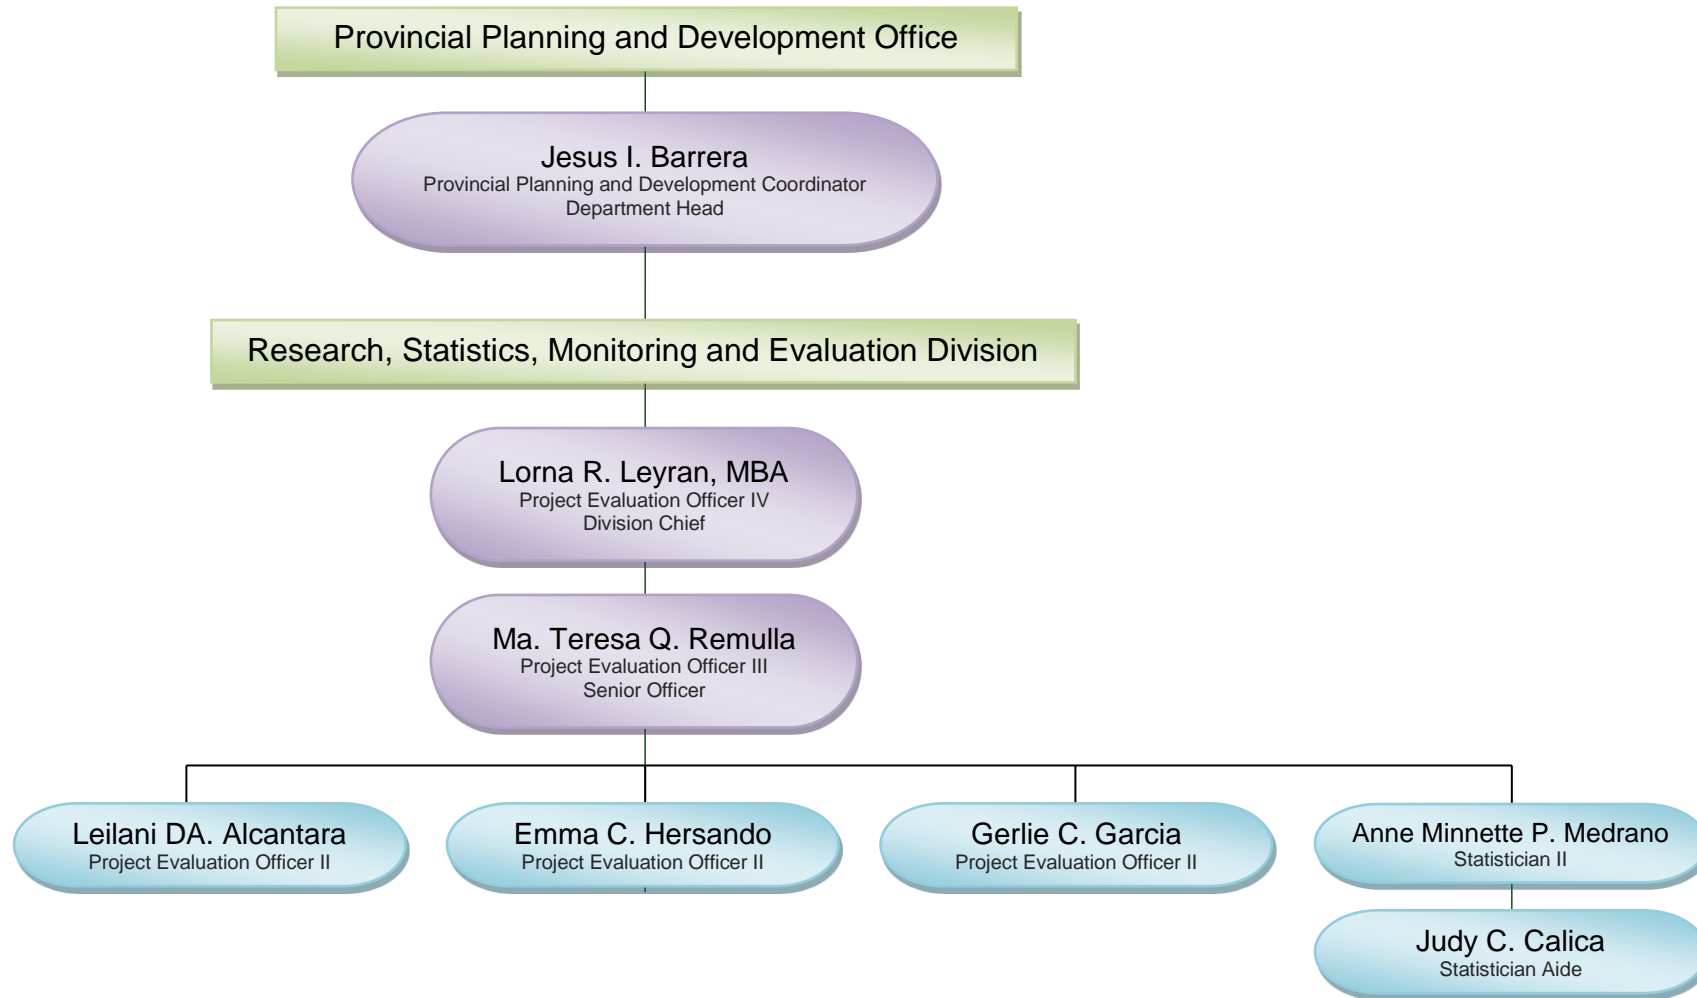 Provincial Planning and Development Office
Jesus I. Barrera
Provincial Planning and Development Coordinator
Department Head
Research, Statistics, Monitoring and Evaluation Division
Lorna R. Leyran, MBA
Project Evaluation Officer IV
Division Chief
Ma. Teresa Q. Remulla
Project Evaluation Officer III
Senior Officer
Leilani DA. Alcantara
Project Evaluation Officer II
Emma C. Hersando
Project Evaluation Officer II
Gerlie C. Garcia
Project Evaluation Officer II
Anne Minnette P. Medrano
Statistician II
Judy C. Calica
Statistician Aide